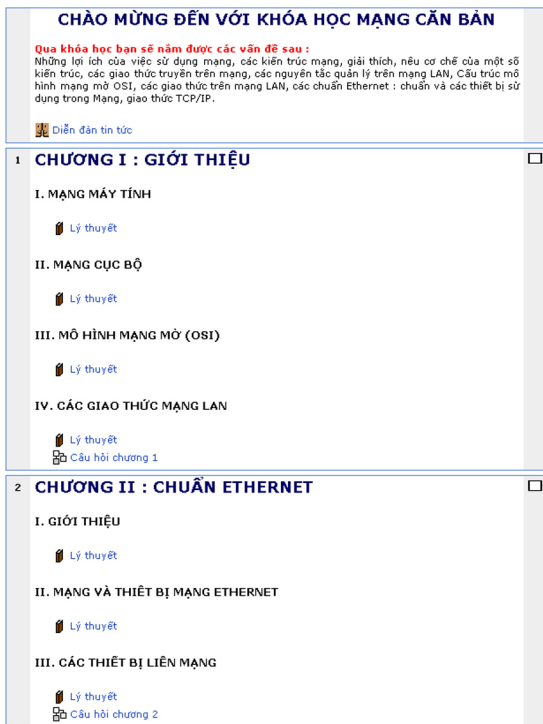 CHÀO MỪNG ĐẾN VỚI KHÓA HỌC MẠNG CĂN BẢN
Qua khóa học bạn sẽ nắm được các vấn đề sau :
Những lợi ích của việc sử dụng mạng, các kiến trúc mạng, giải thích, nêu cơ chế của một số
kiến trúc, các giao thức truyền trên mạng, các nguyên tắc quản lý trên mạng LAN, Cấu trúc mô
hình mạng mở OSI, các giao thức trên mạng LAN, các chuẩn Ethernet : chuẩn và các thiết bị sử
dụng trong Mạng, giao thức TCP/IP.
Diễn đàn tin tức
1 CHƯƠNG I : GIỚI THIỆU
I. MẠNG MÁY TÍNH
Lý thuyết
II. MẠNG CỤC BỘ
Lý thuyết
III. MÔ HÌNH MẠNG MỞ (OSI)
Lý thuyết
IV. CÁC GIAO THỨC MẠNG LAN
Lý thuyết
Câu hỏi chương 1
2 CHƯƠNG II : CHUẨN ETHERNET
I. GIỚI THIỆU
Lý thuyết
II. MẠNG VÀ THIẾT BỊ MẠNG ETHERNET
Lý thuyết
III. CÁC THIẾT BỊ LIÊN MẠNG
Lý thuyết
Câu hỏi chương 2